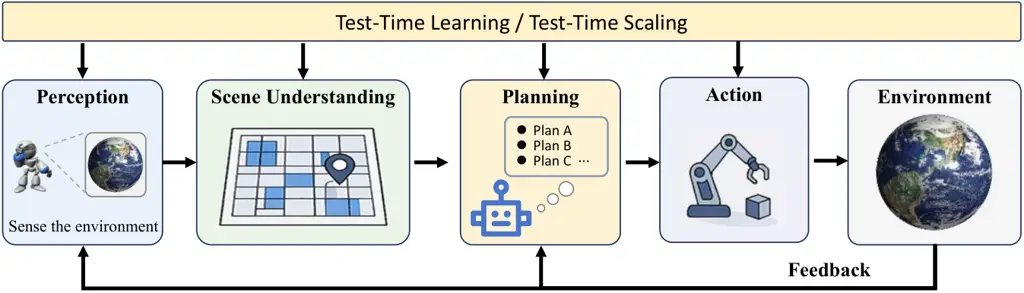 Test-Time Learning / Test-Time Scaling
Perception
Sense the environment
Scene Understanding
Planning
● Plan A
● Plan B
● Plan C ...
Action
Environment
Feedback